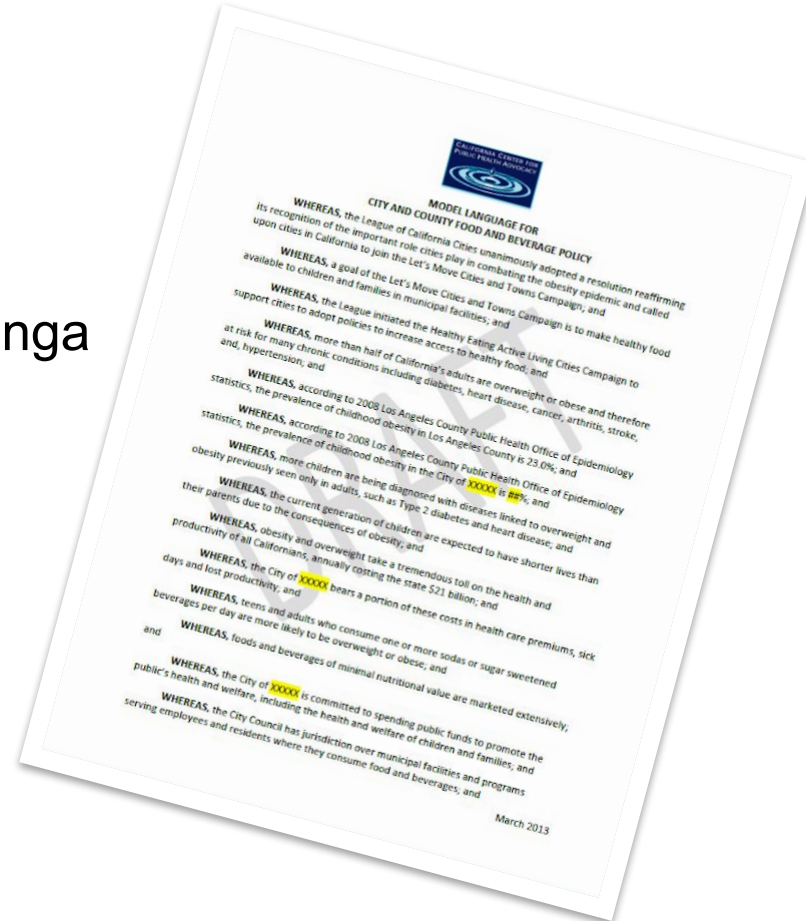 nga
CALIFORNIA CENTER FOR
PUBLIC HEALTH ADVOCACY
MODEL LANGUAGE FOR
CITY AND COUNTY FOOD AND BEVERAGE POLICY
WHEREAS, the League of California Cities unanimously adopted a resolution reaffirming
its recognition of the important role cities play in combating the obesity epidemic and called
upon cities in California to join the Let's Move Cities and Towns Campaign; and
WHEREAS, a goal of the Let's Move Cities and Towns Campaign is to make healthy food
available to children and families in municipal facilities; and
WHEREAS, the League initiated the Healthy Eating Active Living Cities Campaign to
support cities to adopt policies to increase access to healthy food; and
WHEREAS, more than half of California's adults are overweight or obese and therefore
at risk for many chronic conditions including diabetes, heart disease, cancer, arthritis, stroke,
and, hypertension; and
WHEREAS, according to 2008 Los Angeles County Public Health Office of Epidemiology
statistics, the prevalence of childhood obesity in Los Angeles County is 23.0%; and
WHEREAS, according to 2008 Los Angeles County Public Health Office of Epidemiology
statistics, the prevalence of childhood obesity in the City of XXXXX is ##%; and
WHEREAS, more children are being diagnosed with diseases linked to overweight and
obesity previously seen only in adults, such as Type 2 diabetes and heart disease; and
WHEREAS, the current generation of children are expected to have shorter lives than
their parents due to the consequences of obesity; and
WHEREAS, obesity and overweight take a tremendous toll on the health and
productivity of all Californians, annually costing the state $21 billion; and
WHEREAS, the City of XXXXX bears a portion of these costs in health care premiums, sick
days and lost productivity; and
WHEREAS, teens and adults who consume one or more sodas or sugar sweetened
beverages per day are more likely to be overweight or obese; and
WHEREAS, foods and beverages of minimal nutritional value are marketed extensively;
and
WHEREAS, the City of XXXXX is committed to spending public funds to promote the
public's health and welfare, including the health and welfare of children and families; and
WHEREAS, the City Council has jurisdiction over municipal facilities and programs
serving employees and residents where they consume food and beverages; and
March 2013
DRAFT